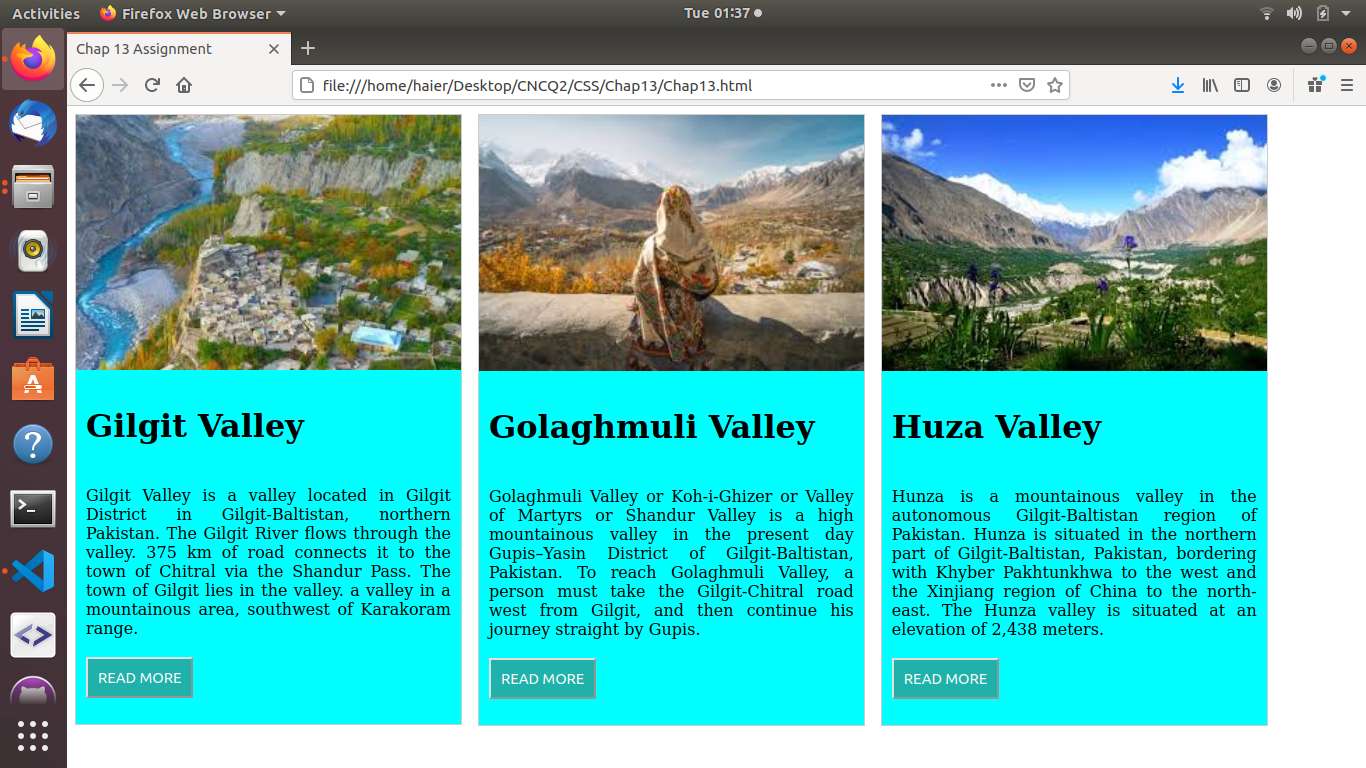 Activities
Firefox Web Browser
Tue 01:37
Chap 13 Assignment
file:///home/haier/Desktop/CNCQ2/CSS/Chap13/Chap13.html
Gilgit Valley
Gilgit Valley is a valley located in Gilgit
District in Gilgit-Baltistan, northern
Pakistan. The Gilgit River flows through the
valley. 375 km of road connects it to the
town of Chitral via the Shandur Pass. The
town of Gilgit lies in the valley. a valley in a
mountainous area, southwest of Karakoram
range.
READ MORE
Golaghmuli Valley
Golaghmuli Valley or Koh-i-Ghizer or Valley
of Martyrs or Shandur Valley is a high
mountainous valley in the present day
Gupis–Yasin District of Gilgit-Baltistan,
Pakistan. To reach Golaghmuli Valley, a
person must take the Gilgit-Chitral road
west from Gilgit, and then continue his
journey straight by Gupis.
READ MORE
Huza Valley
Hunza is a mountainous valley in the
autonomous Gilgit-Baltistan region of
Pakistan. Hunza is situated in the northern
part of Gilgit-Baltistan, Pakistan, bordering
with Khyber Pakhtunkhwa to the west and
the Xinjiang region of China to the north-
east. The Hunza valley is situated at an
elevation of 2,438 meters.
READ MORE